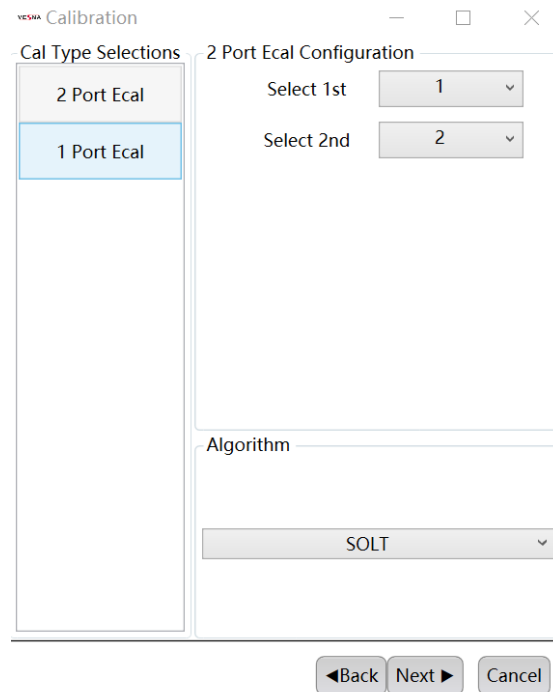 VESNA Calibration
Cal Type Selections
2 Port Ecal
1 Port Ecal
2 Port Ecal Configuration
Select 1st 1
Select 2nd 2
Algorithm
SOLT
◀Back Next ▶ Cancel